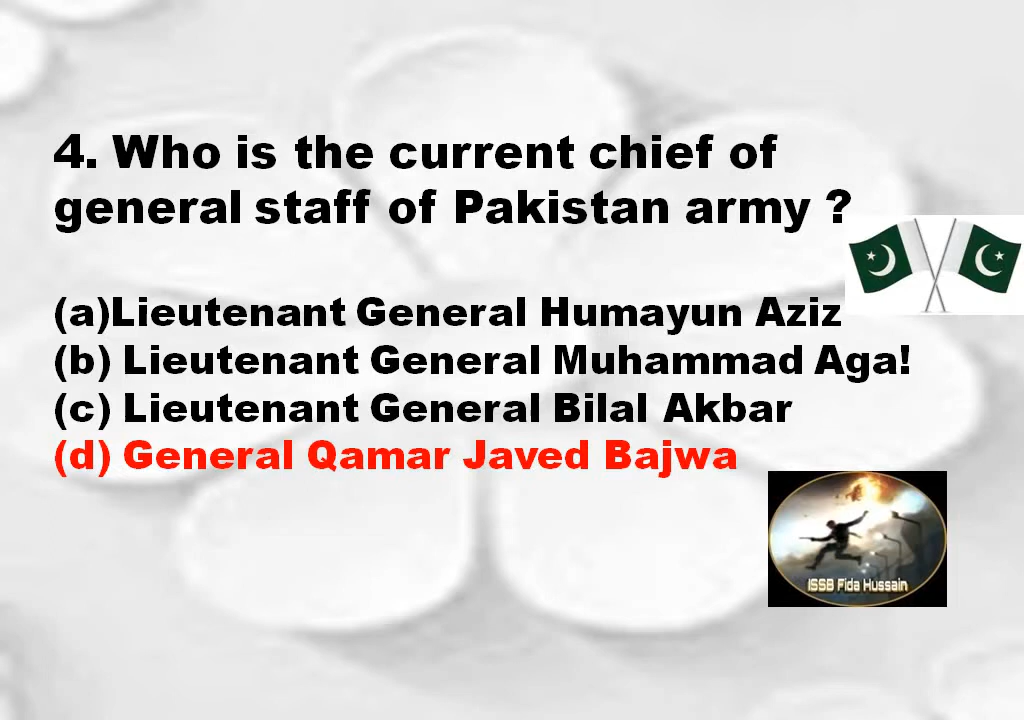 4. Who is the current chief of
general staff of Pakistan army ?
(a)Lieutenant General Humayun Aziz
(b) Lieutenant General Muhammad Aga!
(c) Lieutenant General Bilal Akbar
(d) General Qamar Javed Bajwa
ISSB Fida Hussain